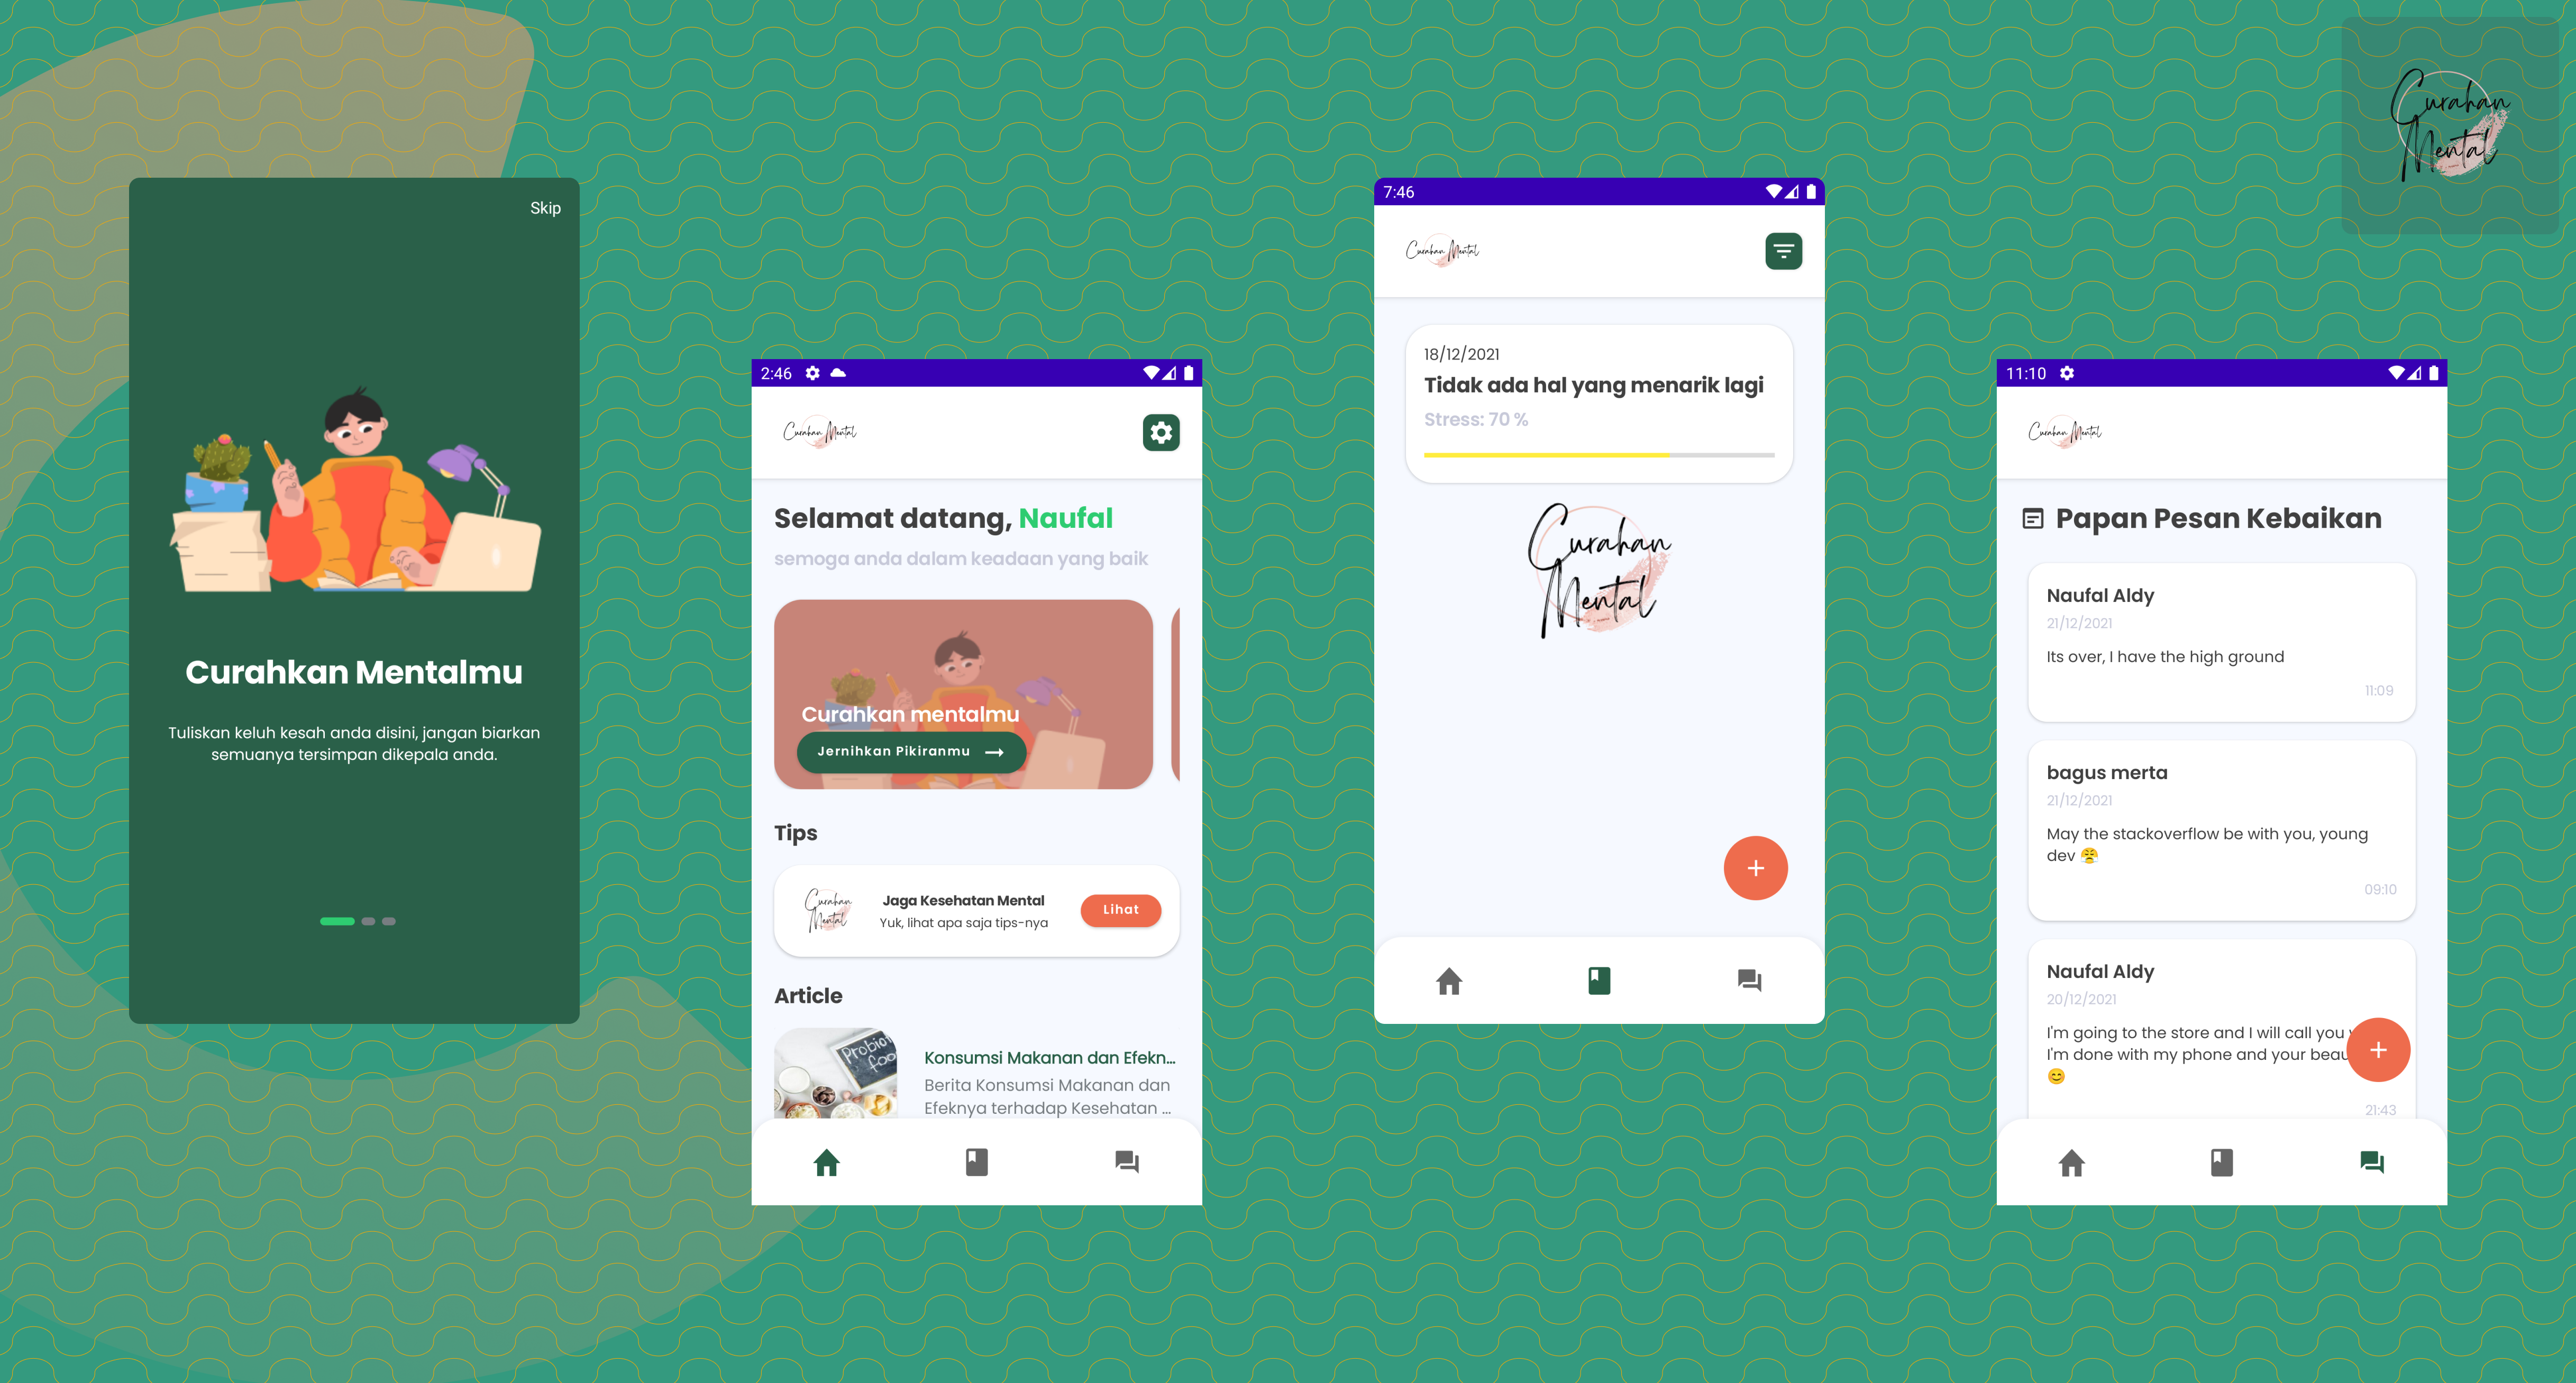 Curahan
Mental
Skip
Curahkan Mentalmu
Tuliskan keluh kesah anda disini, jangan biarkan
semuanya tersimpan dikepala anda.
2:46
Curahan Mental
Selamat datang, Naufal
semoga anda dalam keadaan yang baik
Curahkan mentalmu
Jernihkan Pikiranmu
Tips
Curahan
Mental
Jaga Kesehatan Mental
Yuk, lihat apa saja tips-nya
Lihat
Article
Probio
foo
Konsumsi Makanan dan Efekn...
Berita Konsumsi Makanan dan
Efeknya terhadap Kesehatan ...
7:46
Curahan Mental
18/12/2021
Tidak ada hal yang menarik lagi
Stress: 70 %
Curahan
Mental
11:10
Curahan Mental
Papan Pesan Kebaikan
Naufal Aldy
21/12/2021
Its over, I have the high ground
11:09
bagus merta
21/12/2021
May the stackoverflow be with you, young
dev 😤
09:10
Naufal Aldy
20/12/2021
I'm going to the store and I will call you
I'm done with my phone and your beau
😊
21:43